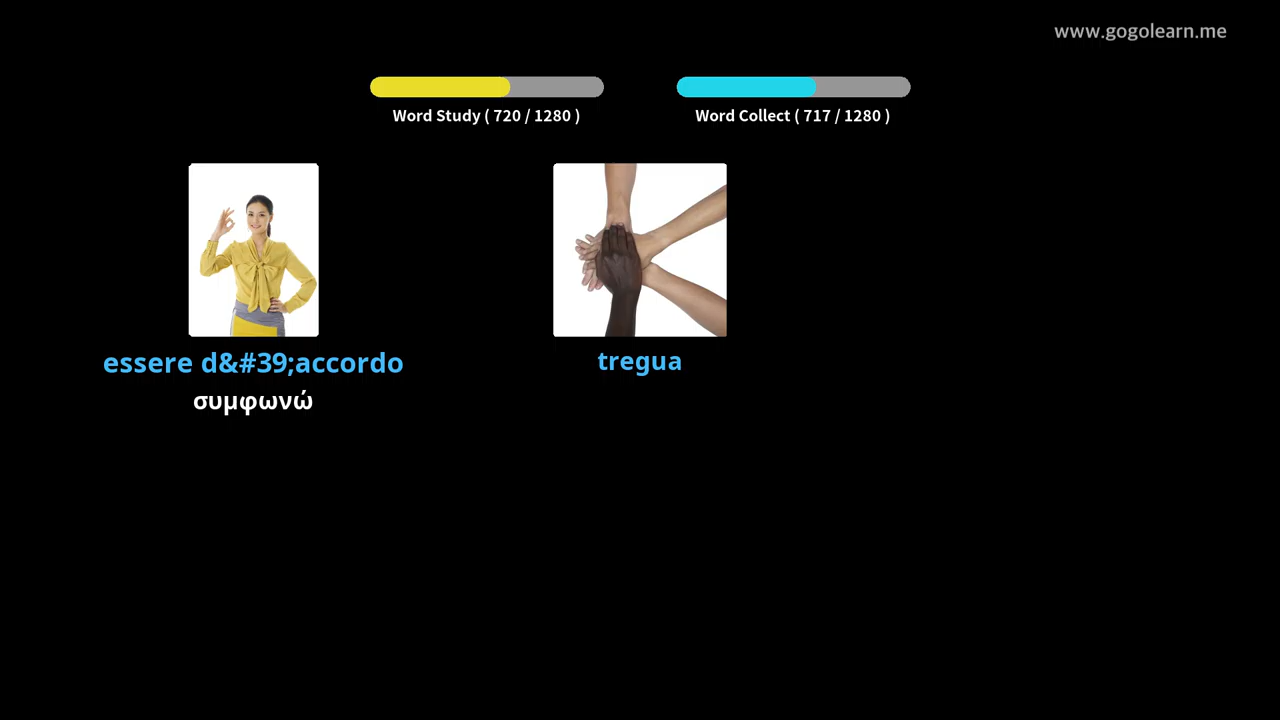 www.gogolearn.me
Word Study ( 720 / 1280 )
Word Collect ( 717 / 1280 )
essere d&#39;accordo
συμφωνώ
tregua